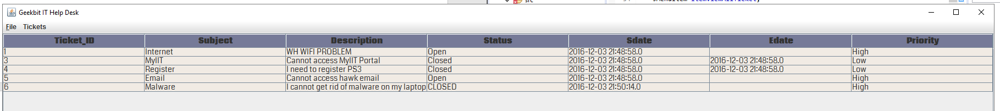 src
Geekbit IT Help Desk
File Tickets
Ticket_ID Subject Description Status Sdate Edate Priority
1 Internet WH WIFI PROBLEM Open 2016-12-03 21:48:58.0 High
3 MyIIT Cannot access MyIIT Portal Closed 2016-12-03 21:48:58.0 2016-12-03 21:48:58.0 Low
4 Register I need to register PS3 Closed 2016-12-03 21:48:58.0 2016-12-03 21:48:58.0 Low
5 Email Cannot access hawk email Open 2016-12-03 21:48:58.0 High
6 Malware I cannot get rid of malware on my laptop CLOSED 2016-12-03 21:50:14.0 High